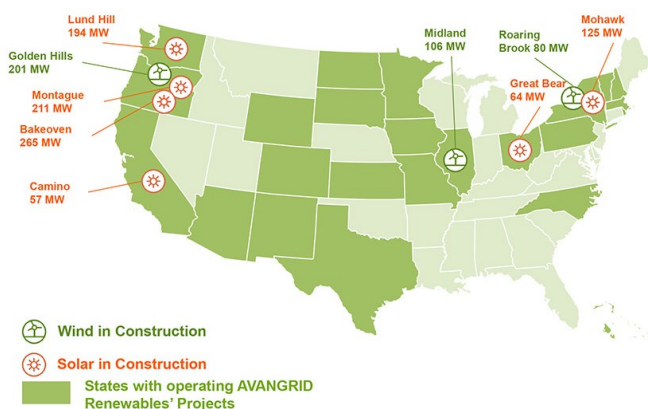 Lund Hill
194 MW
Golden Hills
201 MW
Montague
211 MW
Bakeoven
265 MW
Camino
57 MW
Midland
106 MW
Roaring
Brook 80 MW
Mohawk
125 MW
Great Bear
64 MW
Wind in Construction
Solar in Construction
States with operating AVANGRID
Renewables' Projects